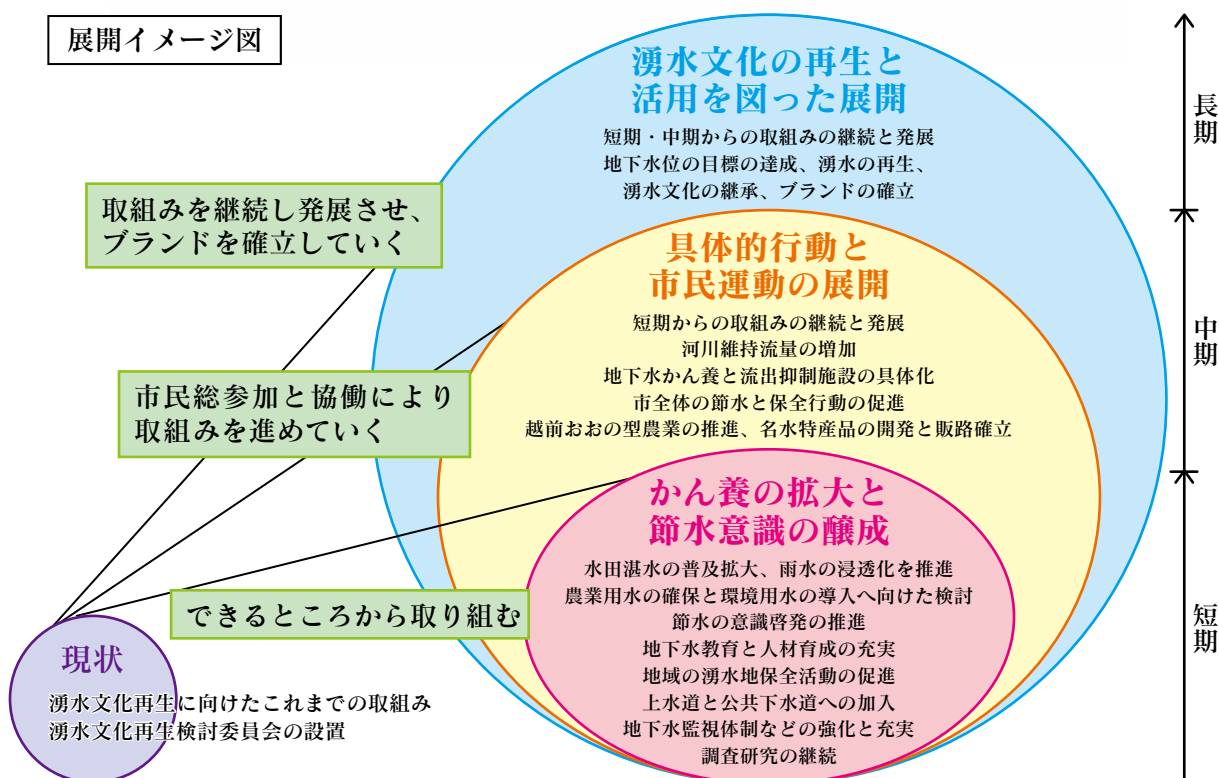 展開イメージ図
湧水文化の再生と
活用を図った展開
短期・中期からの取組みの継続と発展
地下水位の目標の達成、湧水の再生、
湧水文化の継承、ブランドの確立
長期
取組みを継続し発展させ、
ブランドを確立していく
具体的行動と
市民運動の展開
短期からの取組みの継続と発展
河川維持流量の増加
地下水かん養と流出抑制施設の具体化
市全体の節水と保全行動の促進
越前おおの型農業の推進、名水特産品の開発と販路確立
中期
市民総参加と協働により
取組みを進めていく
かん養の拡大と
節水意識の醸成
水田湛水の普及拡大、雨水の浸透化を推進
農業用水の確保と環境用水の導入へ向けた検討
節水の意識啓発の推進
地下水教育と人材育成の充実
地域の湧水地保全活動の促進
上水道と公共下水道への加入
地下水監視体制などの強化と充実
調査研究の継続
短期
できるところから取り組む
現状
湧水文化再生に向けたこれまでの取組み
湧水文化再生検討委員会の設置